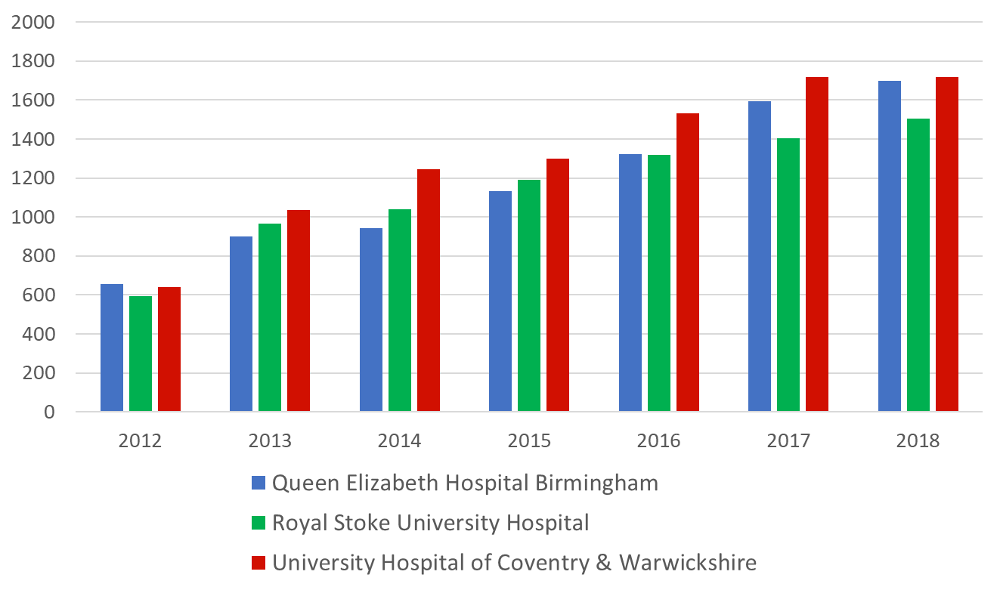 2000
1800
1600
1400
1200
1000
800
600
400
200
0
2012 2013 2014 2015 2016 2017 2018
Queen Elizabeth Hospital Birmingham
Royal Stoke University Hospital
University Hospital of Coventry & Warwickshire